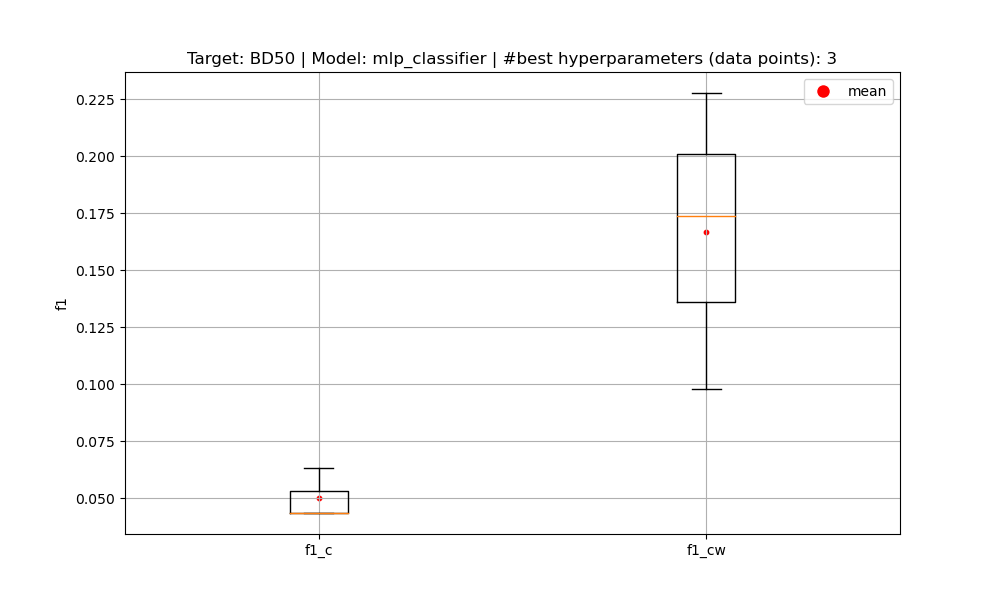 Target: BD50 | Model: mlp_classifier | #best hyperparameters (data points): 3
mean
0.225
0.200
0.175
0.150
0.125
0.100
0.075
0.050
f1
f1_c
f1_cw